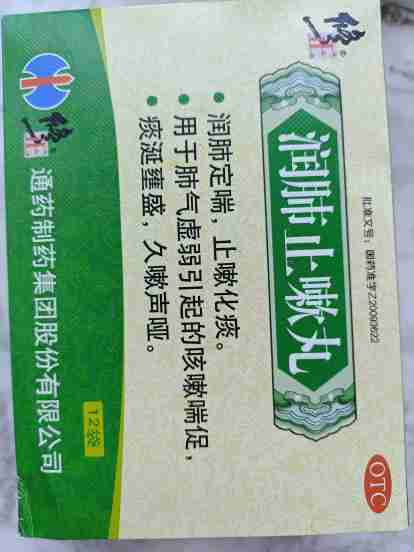 修正
润肺止嗽丸
批准文号：国药准字Z20093622
OTC
• 润肺定喘，止嗽化痰。
• 用于肺气虚弱引起的咳嗽喘促，
• 痰涎壅盛，久嗽声哑。
12袋
修正
通药制药集团股份有限公司